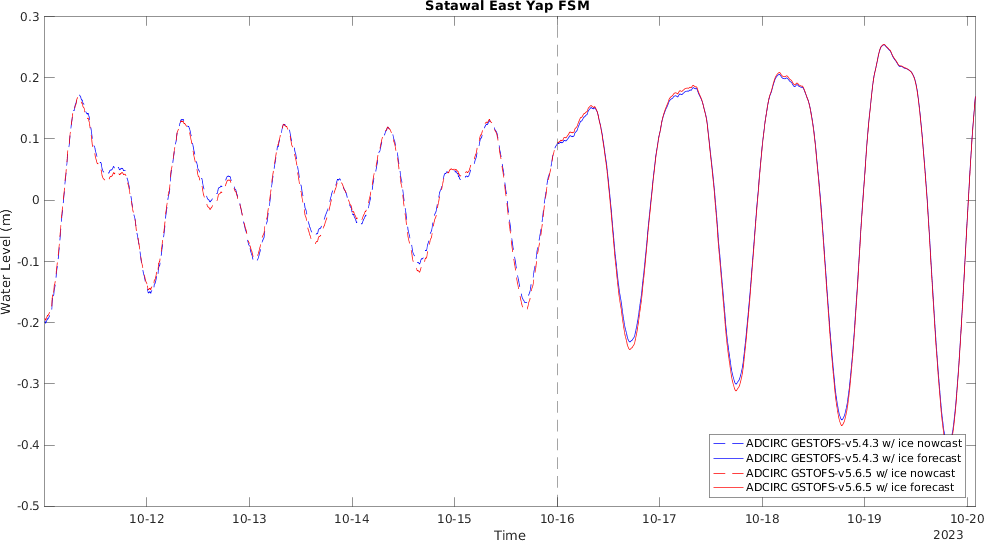 Satawal East Yap FSM
0.3
0.2
0.1
0
-0.1
-0.2
-0.3
-0.4
-0.5
Water Level (m)
ADCIRC GESTOFS-v5.4.3 w/ ice nowcast
ADCIRC GESTOFS-v5.4.3 w/ ice forecast
ADCIRC GSTOFS-v5.6.5 w/ ice nowcast
ADCIRC GSTOFS-v5.6.5 w/ ice forecast
10-12 10-13 10-14 10-15 10-16 10-17 10-18 10-19 10-20
Time 2023